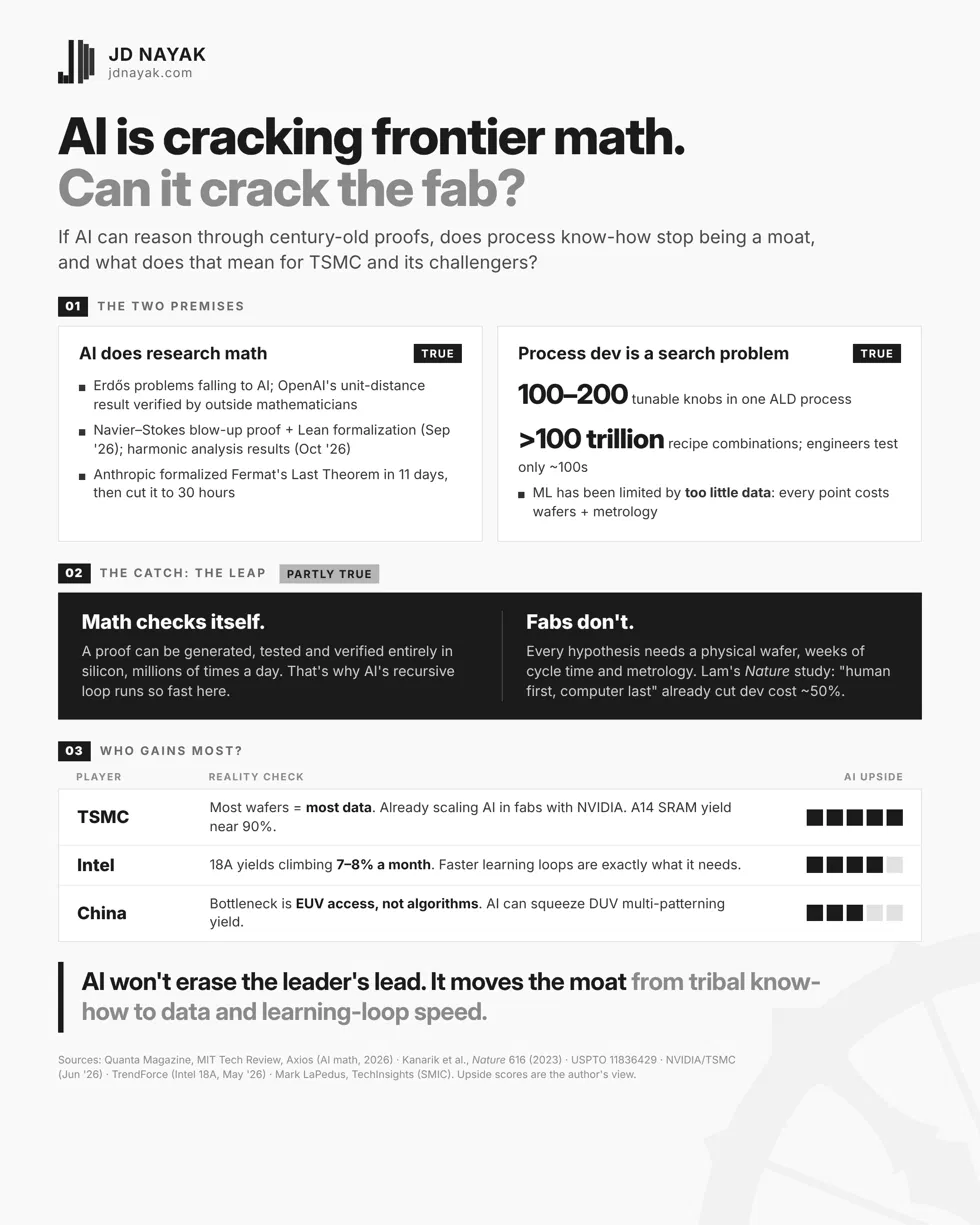 JD NAYAK
jdnayak.com
AI is cracking frontier math.
Can it crack the fab?
If AI can reason through century-old proofs, does process know-how stop being a moat,
and what does that mean for TSMC and its challengers?
01 THE TWO PREMISES
AI does research math TRUE
▪ Erdős problems falling to AI; OpenAI's unit-distance
result verified by outside mathematicians
▪ Navier–Stokes blow-up proof + Lean formalization (Sep
'26); harmonic analysis results (Oct '26)
▪ Anthropic formalized Fermat's Last Theorem in 11 days,
then cut it to 30 hours
Process dev is a search problem TRUE
100–200 tunable knobs in one ALD process
>100 trillion recipe combinations; engineers test
only ~100s
▪ ML has been limited by too little data: every point costs
wafers + metrology
02 THE CATCH: THE LEAP PARTLY TRUE
Math checks itself.
A proof can be generated, tested and verified entirely in
silicon, millions of times a day. That's why AI's recursive
loop runs so fast here.
Fabs don't.
Every hypothesis needs a physical wafer, weeks of
cycle time and metrology. Lam's Nature study: "human
first, computer last" already cut dev cost ~50%.
03 WHO GAINS MOST?
PLAYER REALITY CHECK AI UPSIDE
TSMC
Most wafers = most data. Already scaling AI in fabs with NVIDIA. A14 SRAM yield
near 90%.
Intel
18A yields climbing 7–8% a month. Faster learning loops are exactly what it needs.
China
Bottleneck is EUV access, not algorithms. AI can squeeze DUV multi-patterning
yield.
AI won't erase the leader's lead. It moves the moat from tribal know-
how to data and learning-loop speed.
Sources: Quanta Magazine, MIT Tech Review, Axios (AI math, 2026) · Kanarik et al., Nature 616 (2023) · USPTO 11836429 · NVIDIA/TSMC
(Jun '26) · TrendForce (Intel 18A, May '26) · Mark LaPedus, TechInsights (SMIC). Upside scores are the author's view.